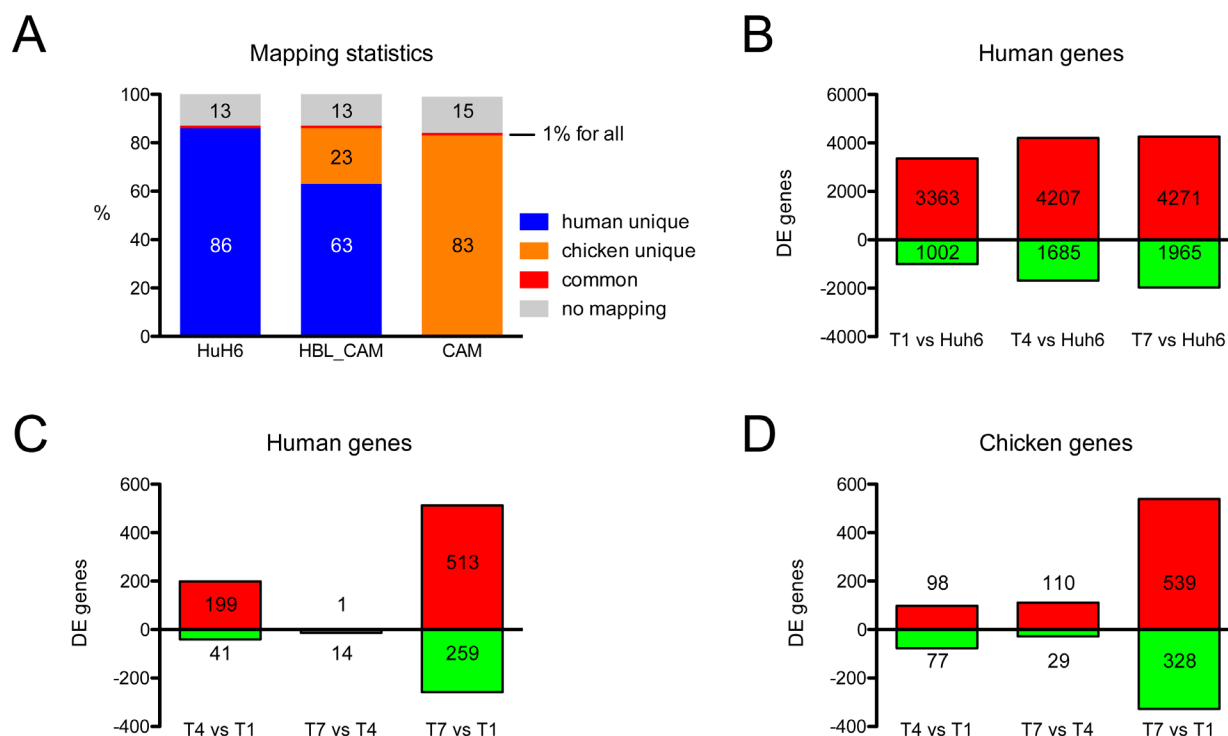 A
Mapping statistics
100
80
60
40
20
0
%
13
13
15
23
86
63
83
1% for all
HuH6
HBL_CAM
CAM
human unique
chicken unique
common
no mapping
B
Human genes
DE genes
6000
4000
2000
0
-2000
-4000
3363
4207
4271
1002
1685
1965
T1 vs Huh6
T4 vs Huh6
T7 vs Huh6
C
Human genes
DE genes
600
400
200
0
-200
-400
199
1
513
41
14
259
T4 vs T1
T7 vs T4
T7 vs T1
D
Chicken genes
DE genes
600
400
200
0
-200
-400
98
110
539
77
29
328
T4 vs T1
T7 vs T4
T7 vs T1